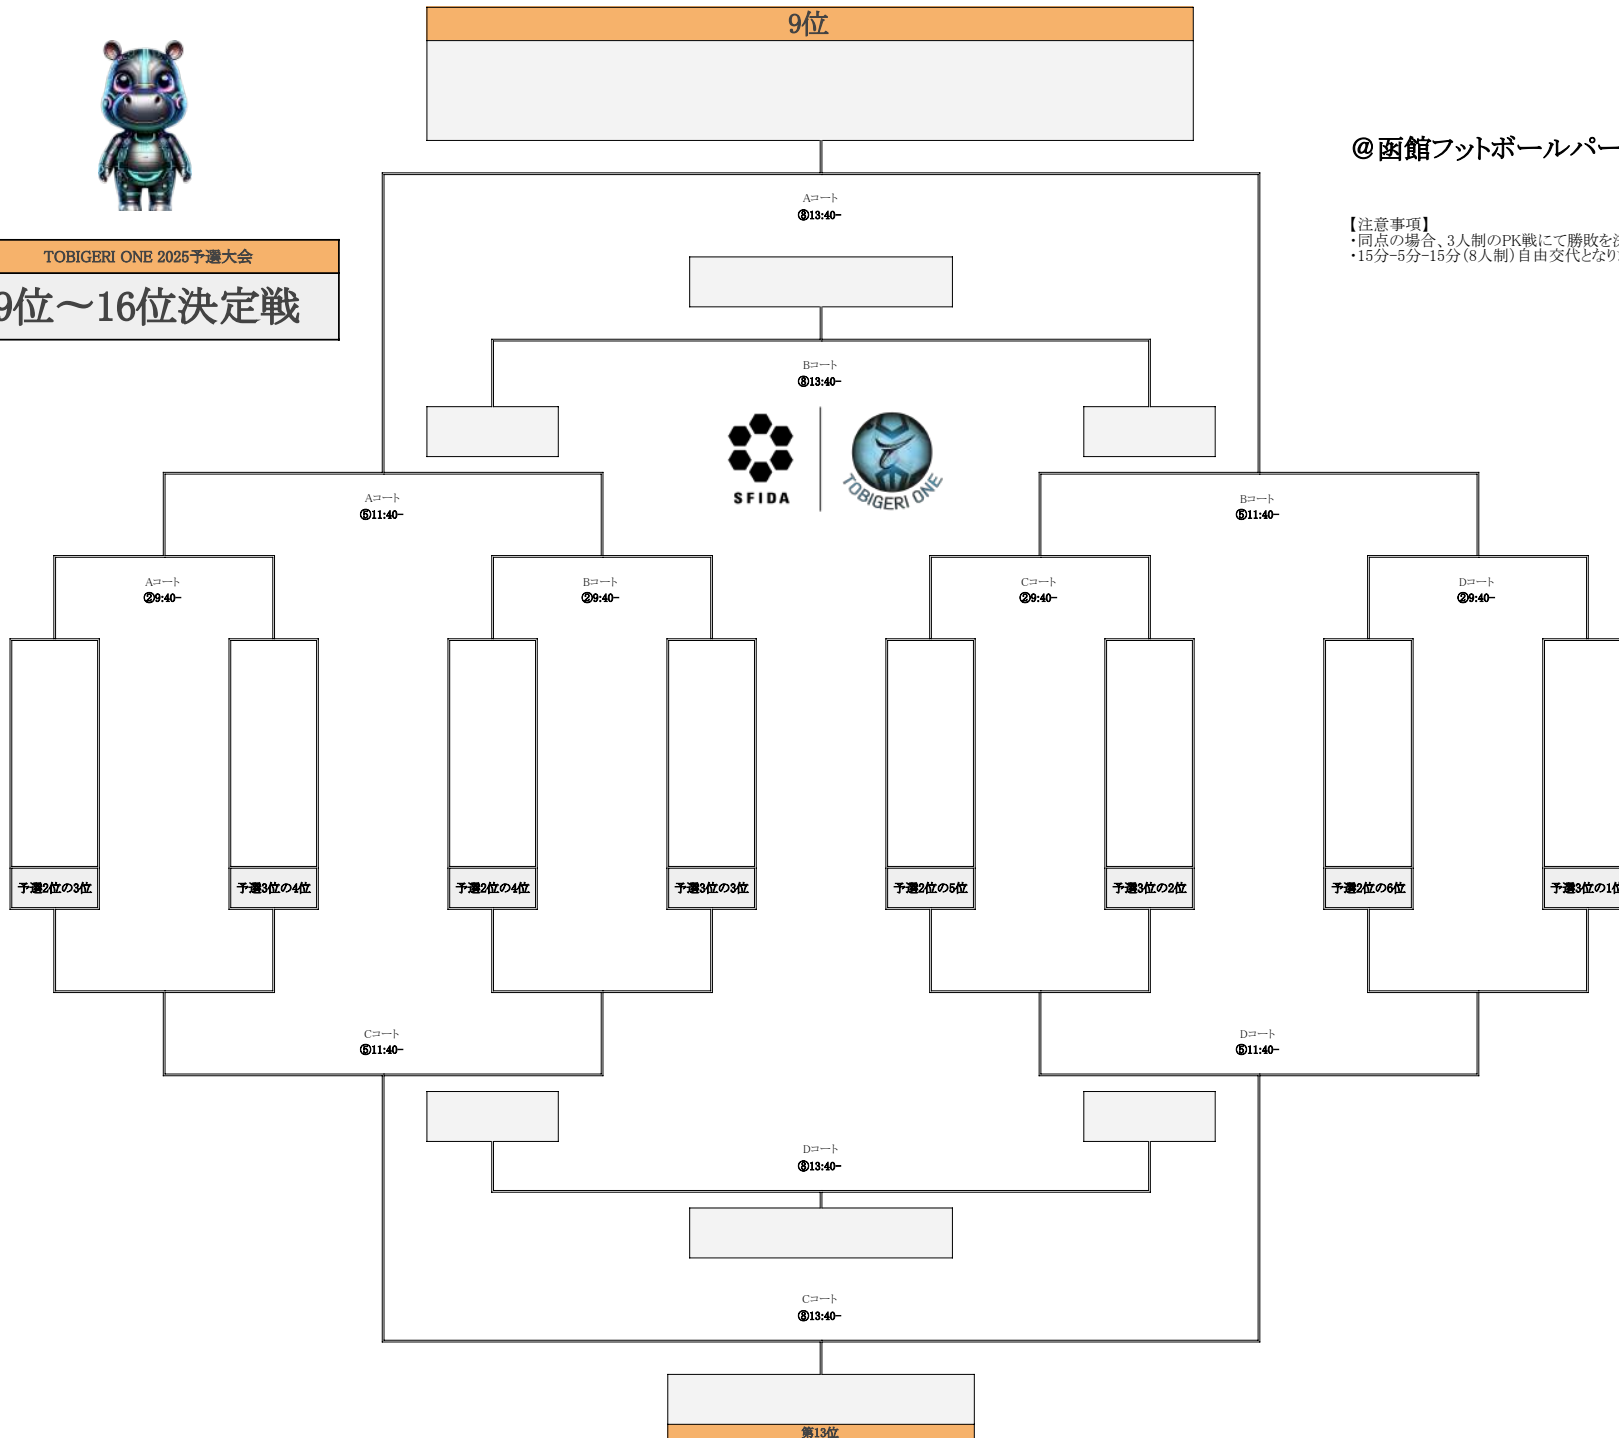 9位
@函館フットボールパー
Aコート
⑧13:40-
【注意事項】
・同点の場合、3人制のPK戦にて勝敗を
・15分-5分-15分(8人制)自由交代となり
TOBIGERI ONE 2025予選大会
9位～16位決定戦
Bコート
⑧13:40-
SFIDA
TOBIGERI ONE
Aコート
⑤11:40-
Bコート
⑤11:40-
Aコート
②9:40-
Bコート
②9:40-
Cコート
②9:40-
Dコート
②9:40-
予選2位の3位
予選3位の4位
予選2位の4位
予選3位の3位
予選2位の5位
予選3位の2位
予選2位の6位
予選3位の1位
Cコート
⑤11:40-
Dコート
⑤11:40-
Dコート
⑧13:40-
Cコート
⑧13:40-
第13位